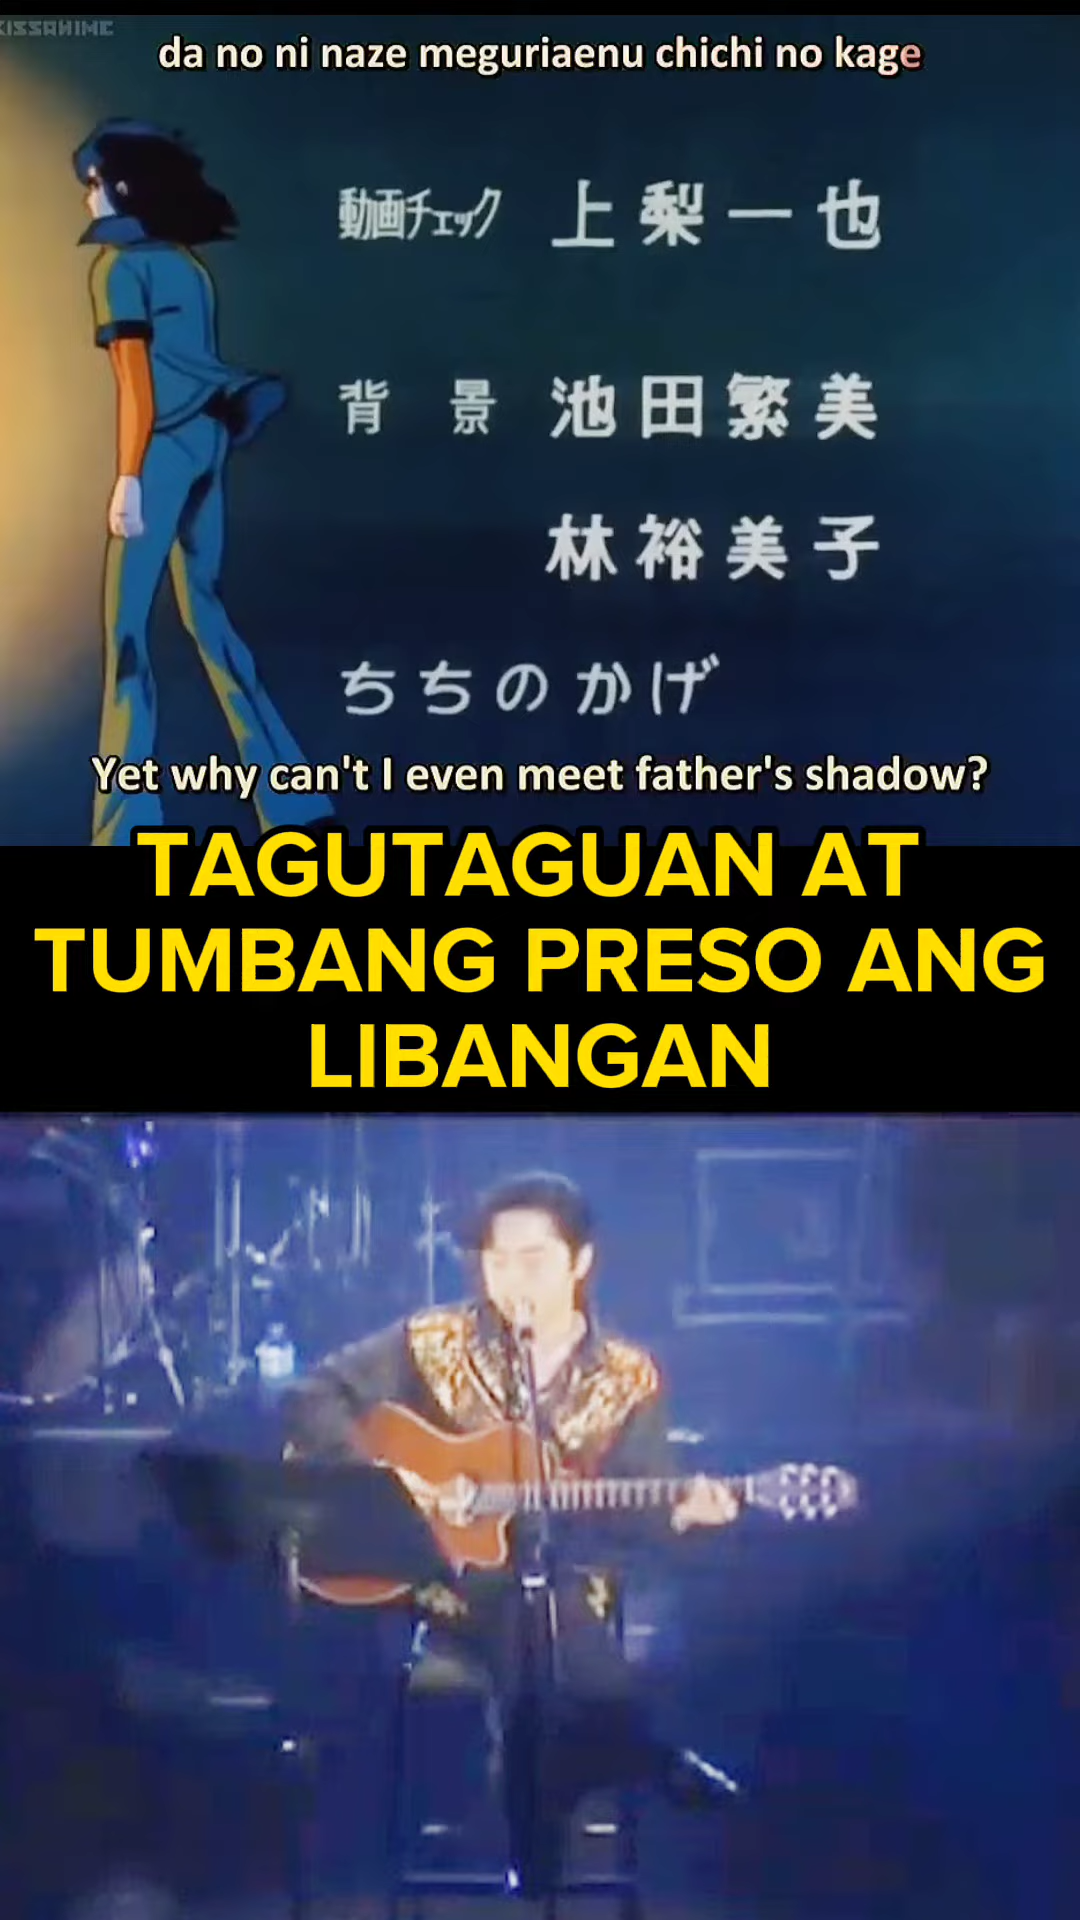 KISSANIME
da no ni naze meguriaenu chichi no kage
動画チェック 上梨一也
背景 池田繁美
林裕美子
ちちのかげ
Yet why can't I even meet father's shadow?
TAGUTAGUAN AT
TUMBANG PRESO ANG
LIBANGAN